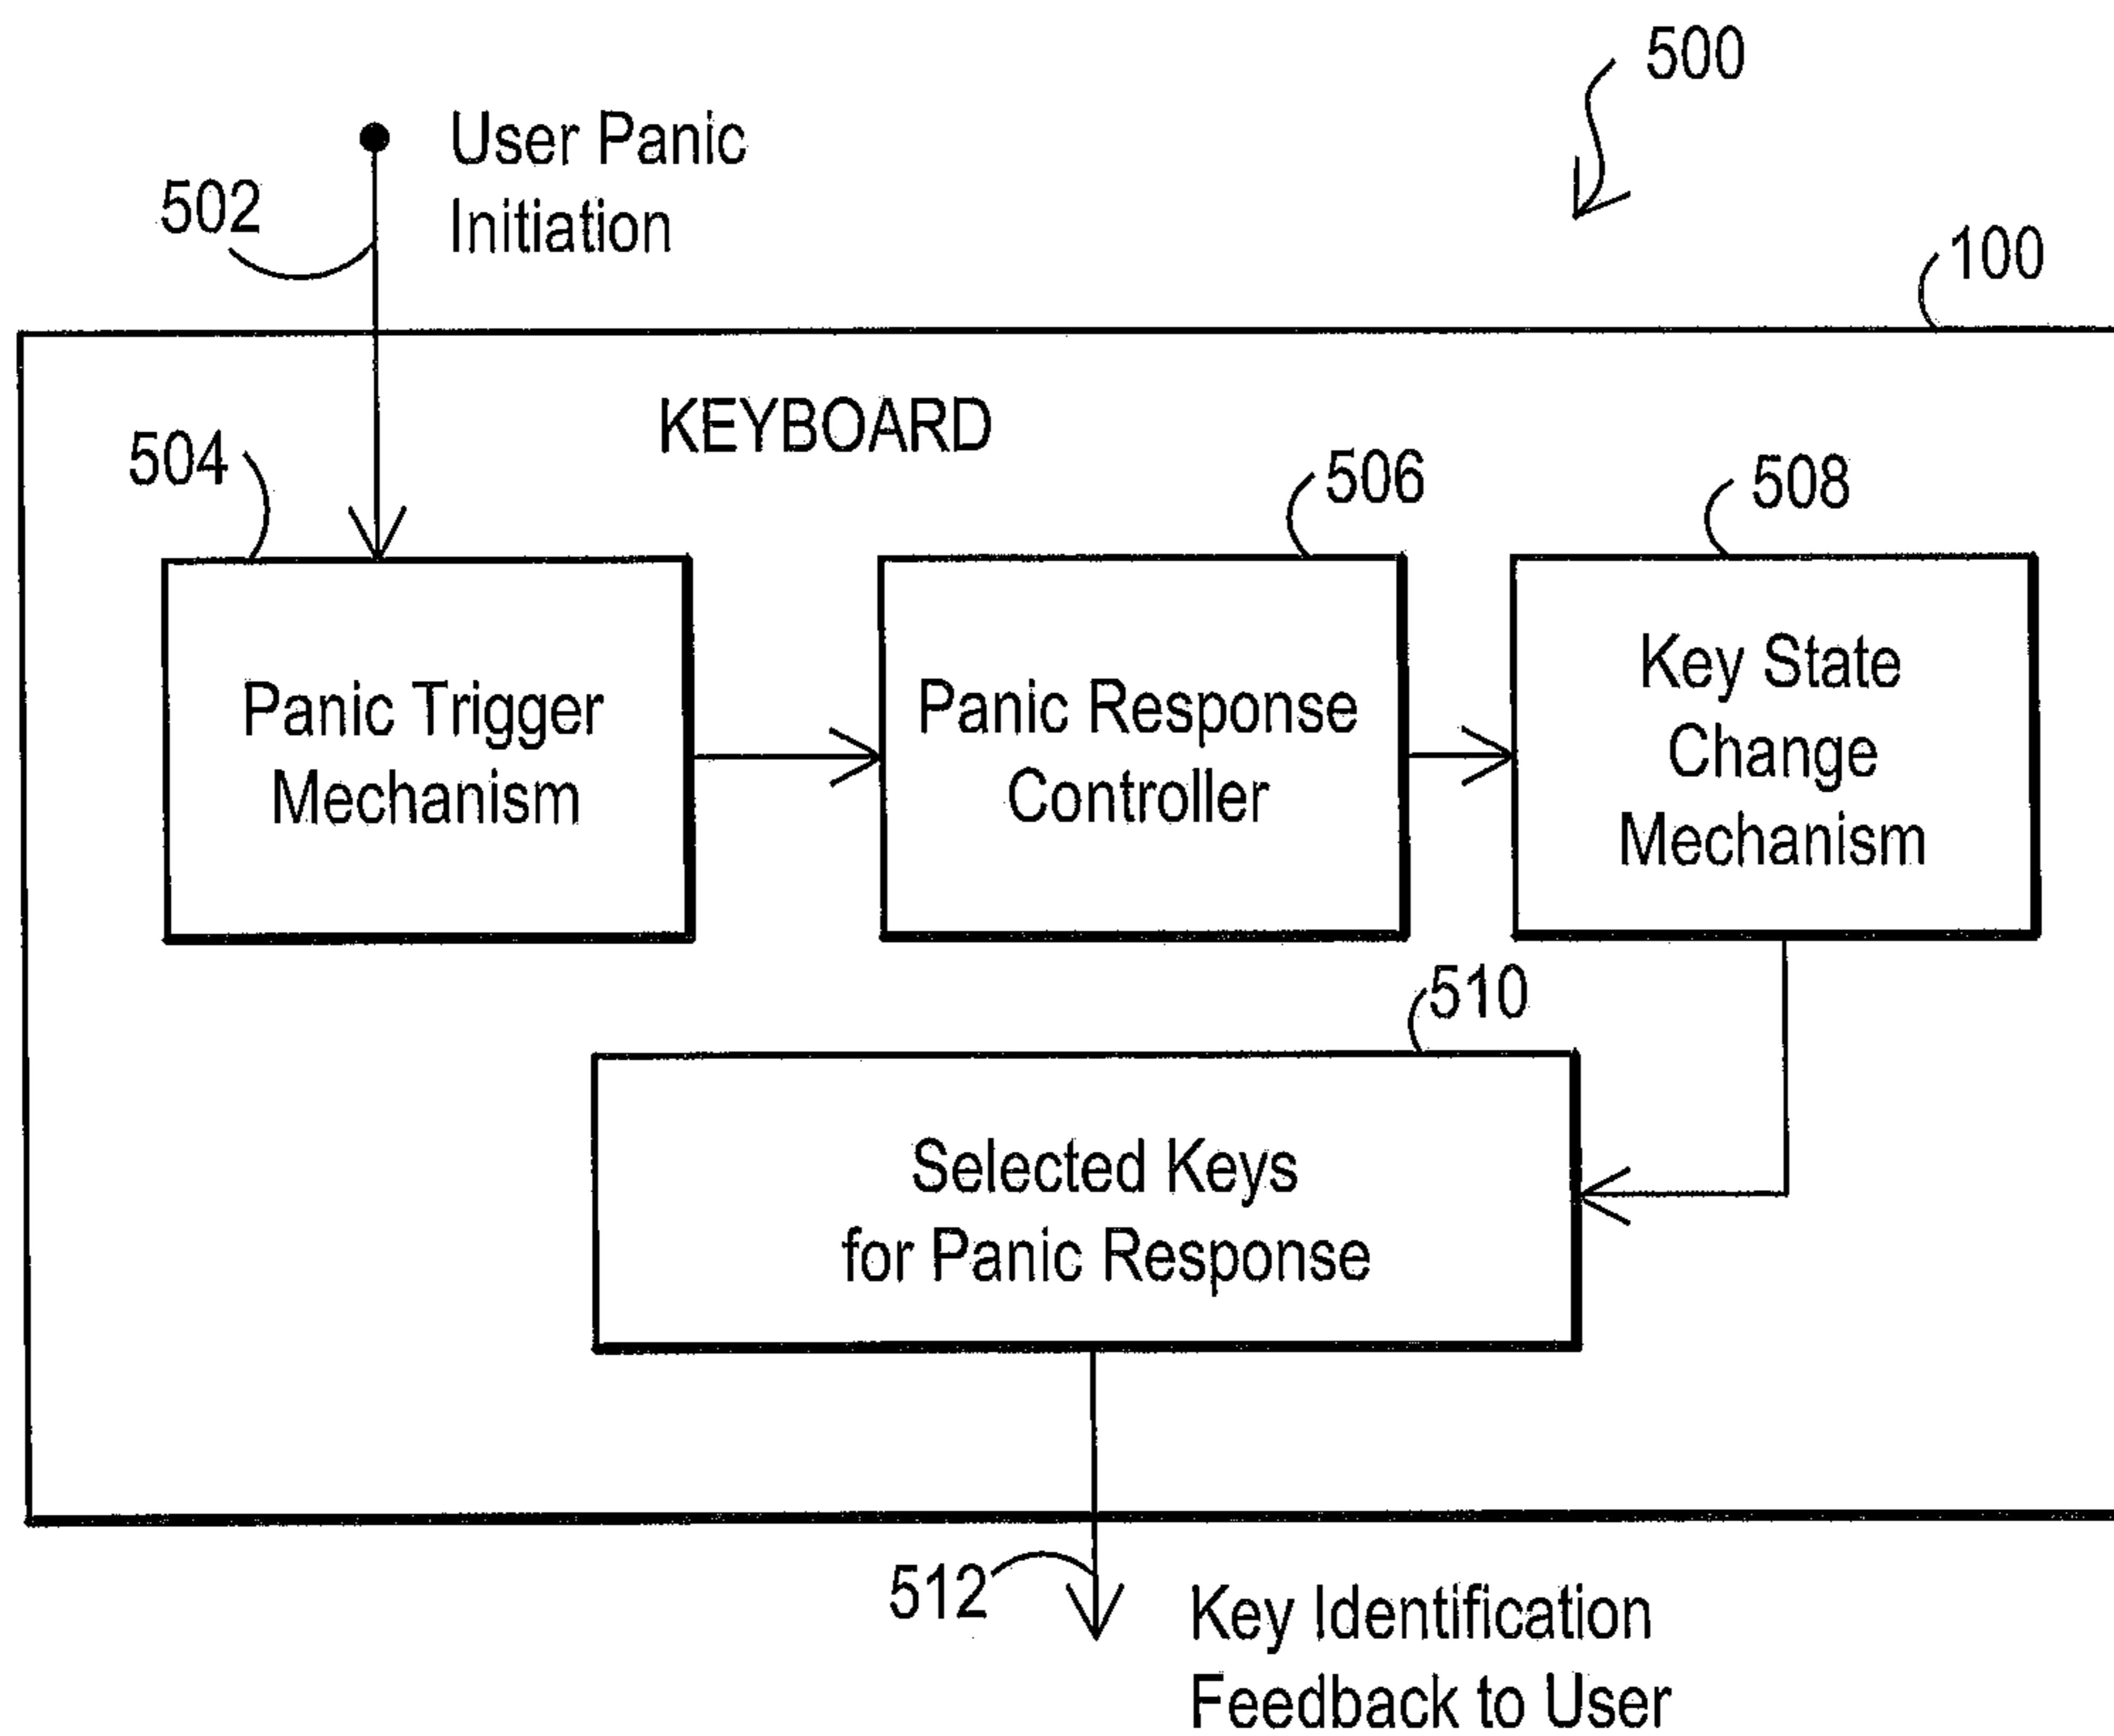 500
User Panic
Initiation
502
100
KEYBOARD
504
506
508
Panic Trigger
Mechanism
Panic Response
Controller
Key State
Change
Mechanism
510
Selected Keys
for Panic Response
512
Key Identification
Feedback to User